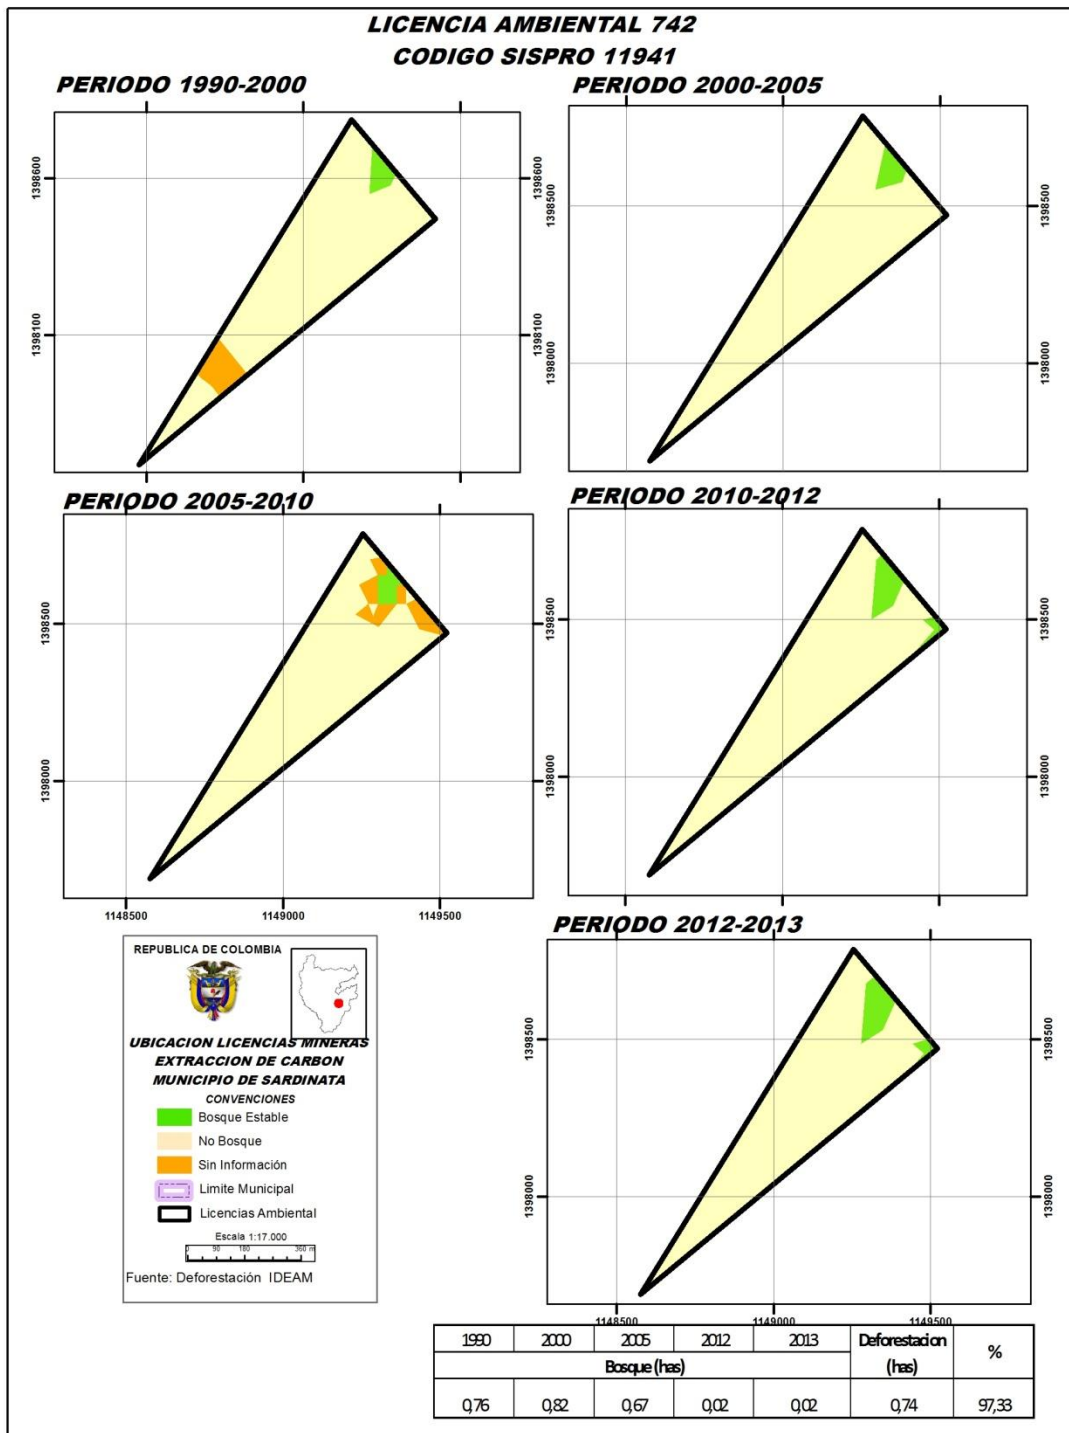 LICENCIA AMBIENTAL 742
CODIGO SISPRO 11941
PERIODO 1990-2000
1398600
1398100
1398600
1398100
PERIODO 2000-2005
1398500
1398000
1398500
1398000
PERIODO 2005-2010
1398500
1398000
1148500 1149000 1149500
PERIODO 2010-2012
1398500
1398000
1398500
1398000
PERIODO 2012-2013
1398500
1398000
1398500
1398000
1148500 1149000 1149500
REPUBLICA DE COLOMBIA
UBICACION LICENCIAS MINERAS
EXTRACCION DE CARBON
MUNICIPIO DE SARDINATA
CONVENCIONES
Bosque Estable
No Bosque
Sin Información
Limite Municipal
Licencias Ambiental
Escala 1:17.000
0 90 180 360 m
Fuente: Deforestación IDEAM
1990 2000 2005 2012 2013 Deforestacion (has) %
Bosque (has)
0,76 0,82 0,67 0,02 0,02 0,74 97,33